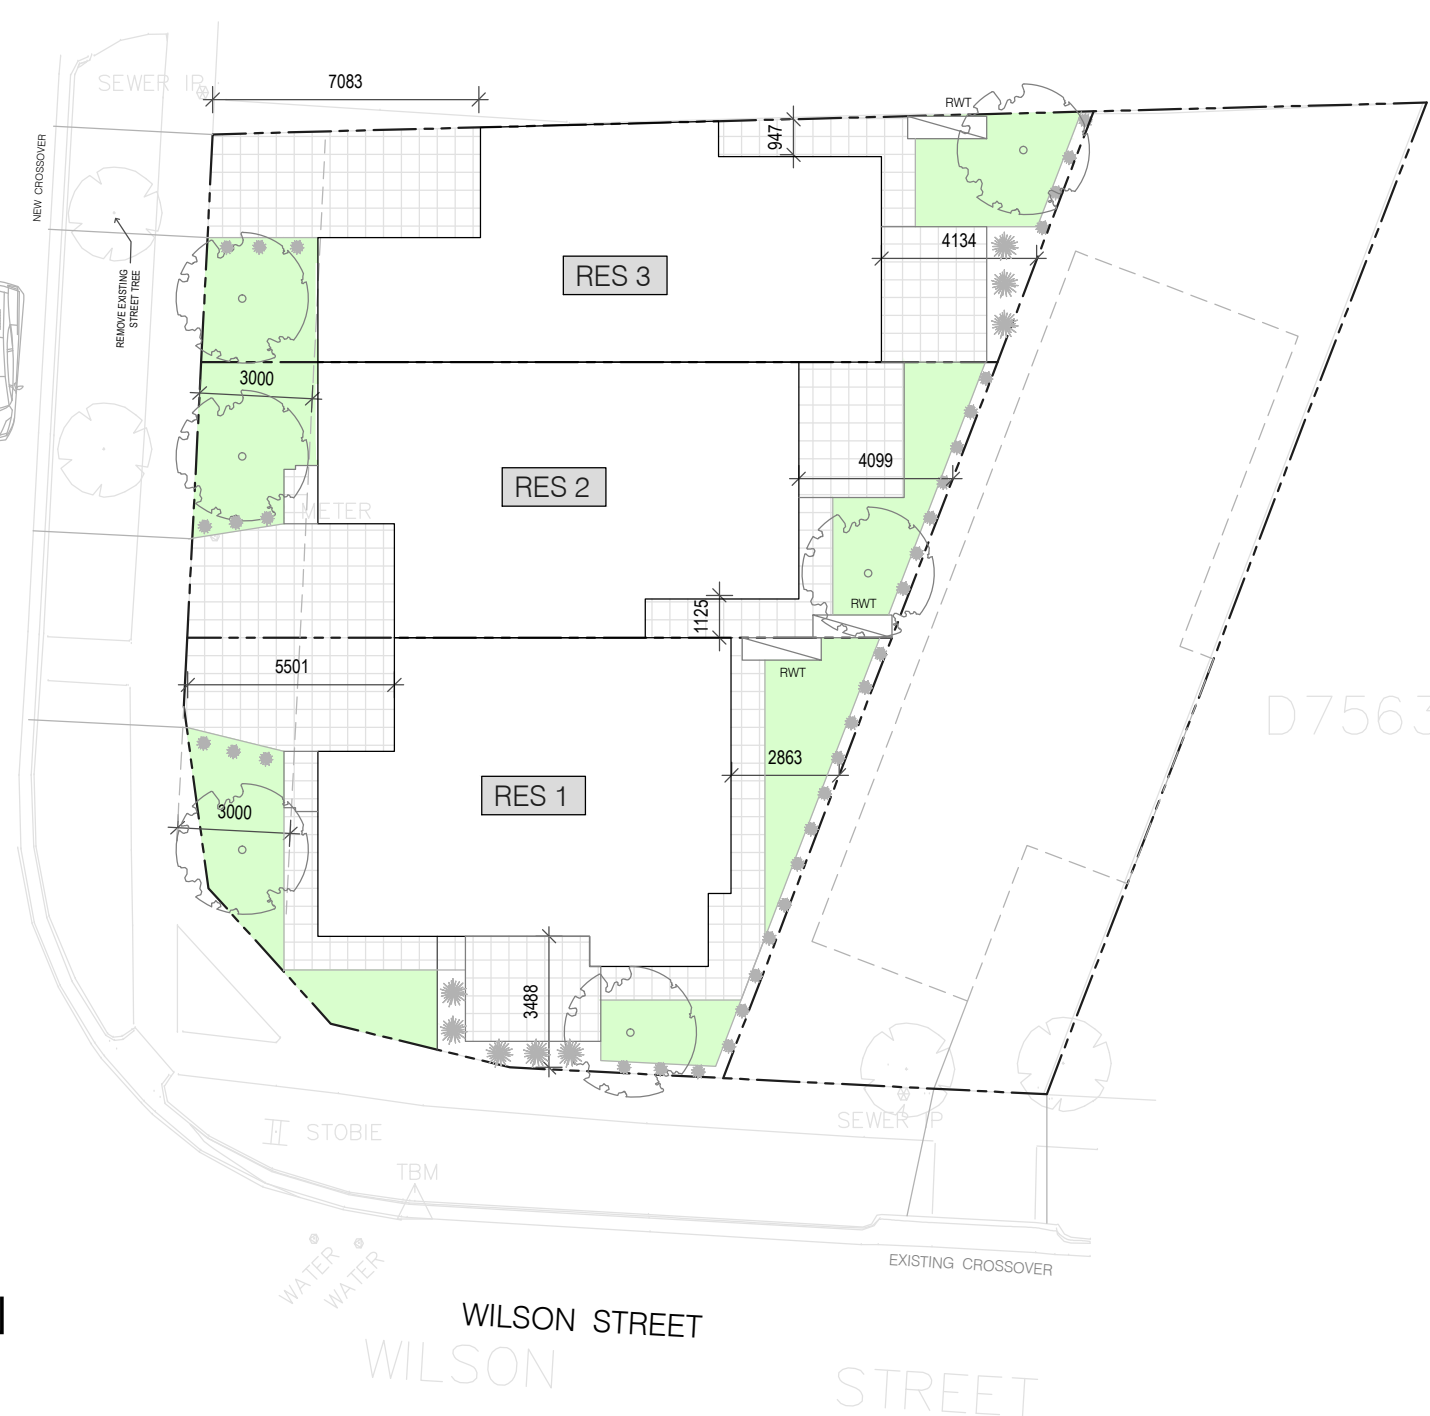 7083
SEWER IP
RWT
947
NEW CROSSOVER
REMOVE EXISTING
STREET TREE
4134
RES 3
3000
4099
RES 2
METER
RWT
1125
5501
RWT
D7563
2863
RES 1
3000
3488
SEWER P
STOBIE
TBM
WATER
WATER
EXISTING CROSSOVER
WILSON STREET
WILSON STREET